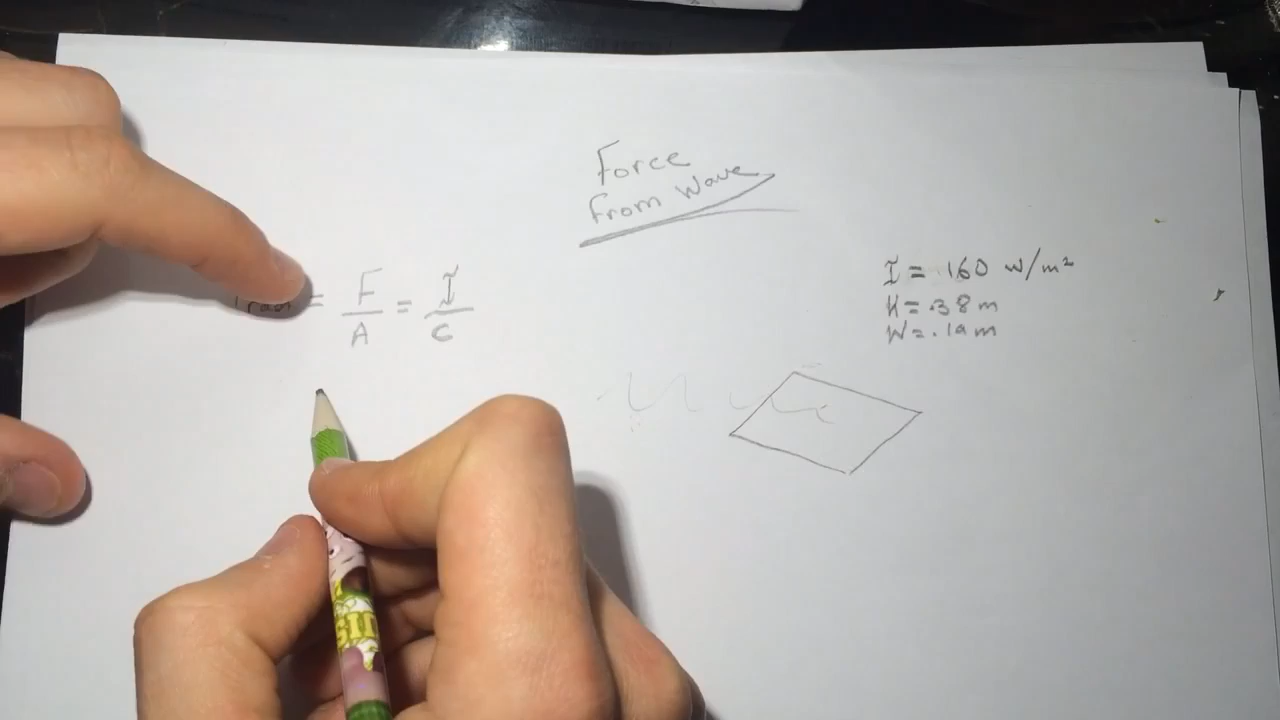 Force
From Wave
= F/A = I/C
I = 160 W/m²
H = .38 m
W = .19 m